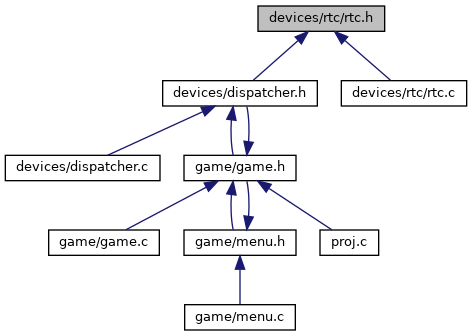 devices/rtc/rtc.h
devices/dispatcher.h
devices/rtc/rtc.c
devices/dispatcher.c
game/game.h
game/game.c
game/menu.h
proj.c
game/menu.c